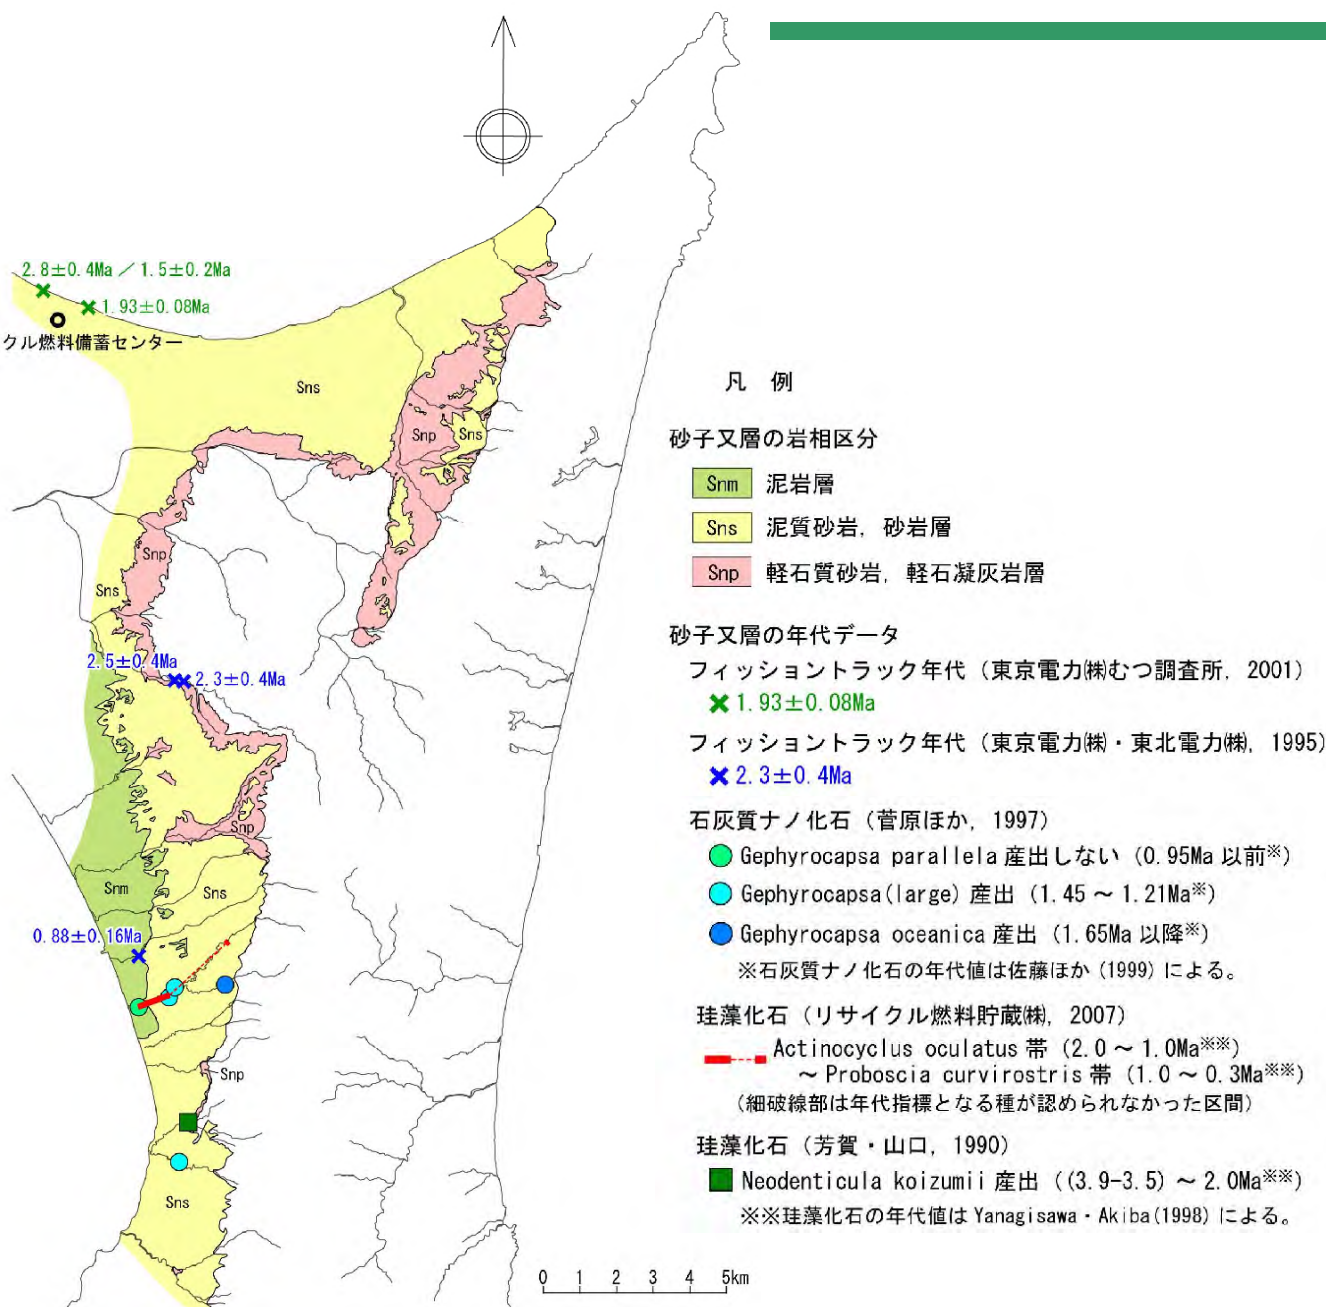 2.8±0.4Ma ／ 1.5±0.2Ma
1.93±0.08Ma
クル燃料備蓄センター
Sns
Snp
Sns
Snp
Sns
2.5±0.4Ma
2.3±0.4Ma
Snp
Snm
Sns
0.88±0.16Ma
Snp
Sns
0 1 2 3 4 5km
凡 例
砂子又層の岩相区分
Snm 泥岩層
Sns 泥質砂岩，砂岩層
Snp 軽石質砂岩，軽石凝灰岩層
砂子又層の年代データ
フィッショントラック年代（東京電力㈱むつ調査所，2001）
1.93±0.08Ma
フィッショントラック年代（東京電力㈱・東北電力㈱，1995）
2.3±0.4Ma
石灰質ナノ化石（菅原ほか，1997）
Gephyrocapsa parallela 産出しない（0.95Ma 以前※）
Gephyrocapsa(large) 産出（1.45 ～ 1.21Ma※）
Gephyrocapsa oceanica 産出（1.65Ma 以降※）
※石灰質ナノ化石の年代値は佐藤ほか（1999）による。
珪藻化石（リサイクル燃料貯蔵㈱，2007）
Actinocyclus oculatus 帯（2.0 ～ 1.0Ma※※）
～ Proboscia curvirostris 帯（1.0 ～ 0.3Ma※※）
（細破線部は年代指標となる種が認められなかった区間）
珪藻化石（芳賀・山口，1990）
Neodenticula koizumii 産出（(3.9-3.5) ～ 2.0Ma※※）
※※珪藻化石の年代値は Yanagisawa・Akiba(1998) による。